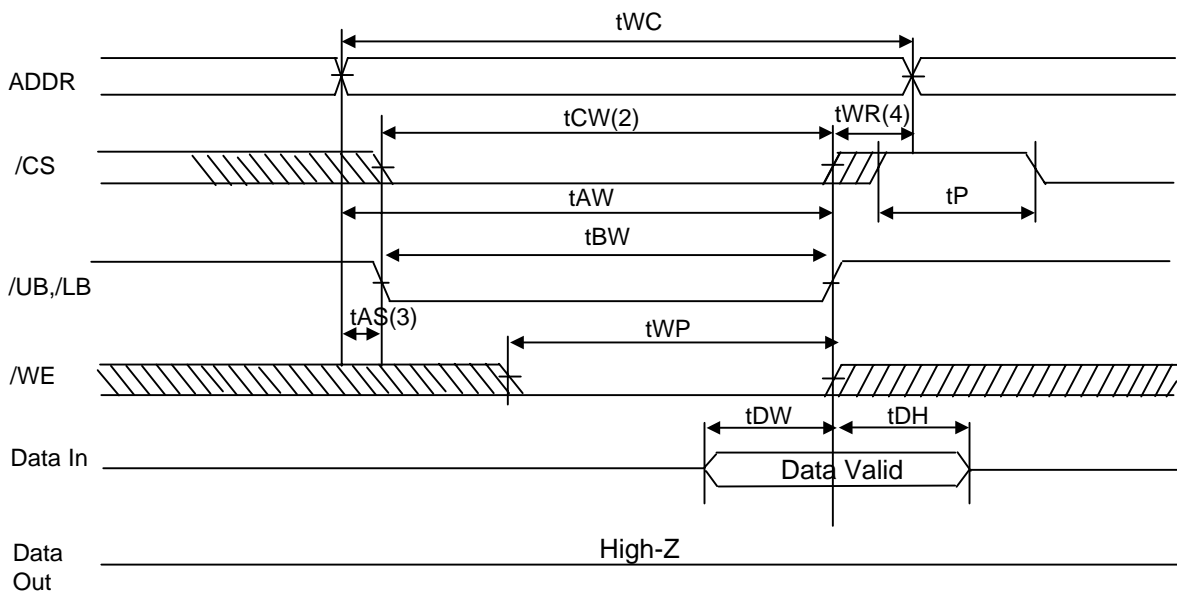 tWC
ADDR
tCW(2)
tWR(4)
/CS
tAW
tP
tBW
/UB,/LB
tAS(3)
tWP
/WE
tDW
tDH
Data In
Data Valid
Data
Out
High-Z